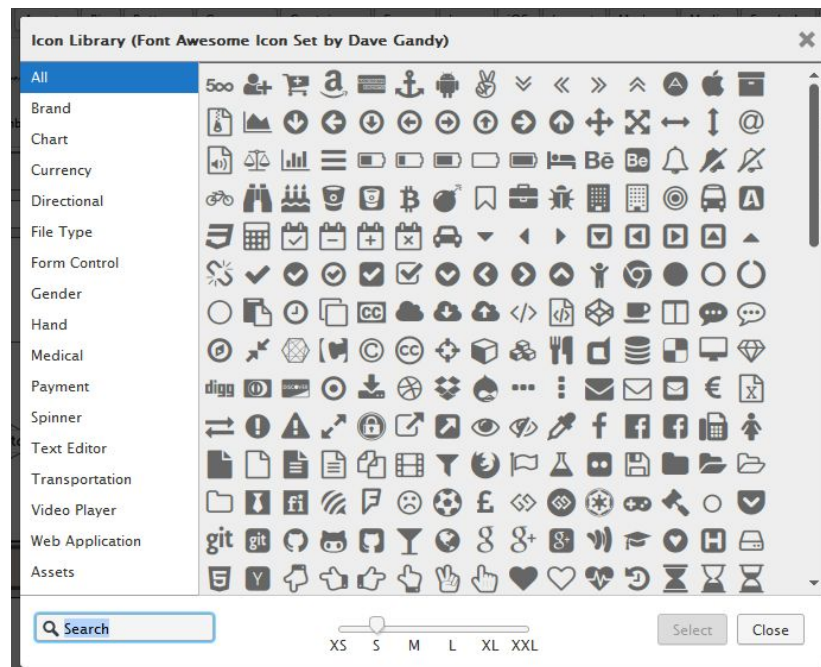 Icon Library (Font Awesome Icon Set by Dave Gandy)
All
Brand
Chart
Currency
Directional
File Type
Form Control
Gender
Hand
Medical
Payment
Spinner
Text Editor
Transportation
Video Player
Web Application
Assets
Search
XS S M L XL XXL
Select
Close